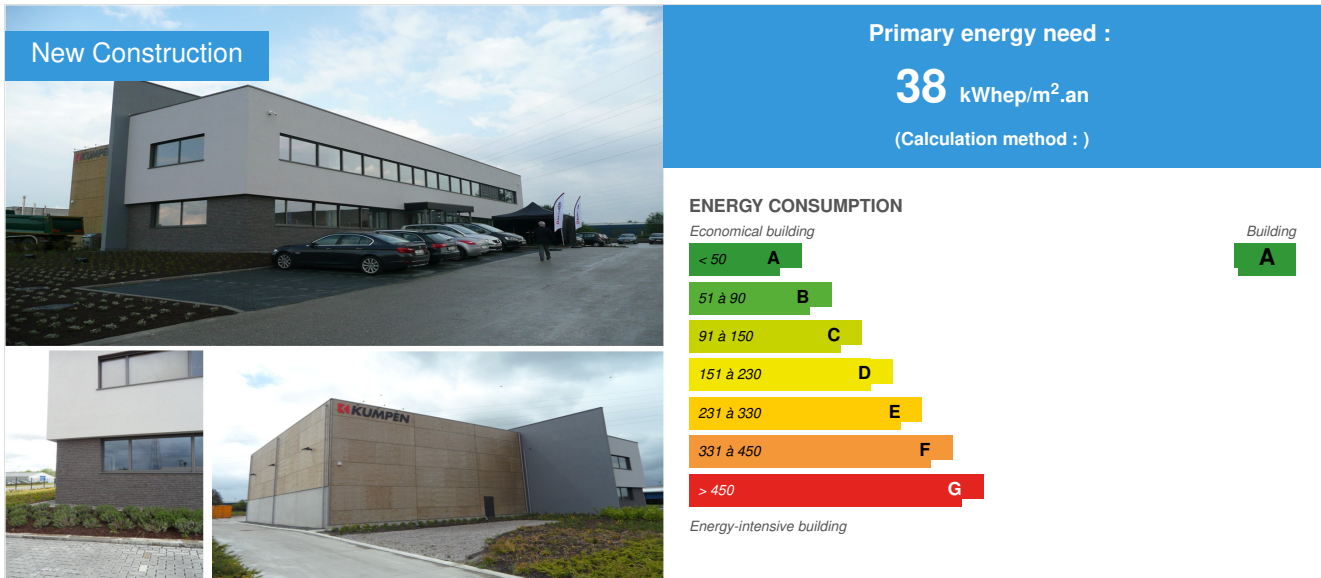 New Construction
KUMPEN
KUMPEN
Primary energy need :
38 kWhep/m².an
(Calculation method : )
ENERGY CONSUMPTION
Economical building
Building
< 50 A
A
51 à 90 B
91 à 150 C
151 à 230 D
231 à 330 E
331 à 450 F
> 450 G
Energy-intensive building